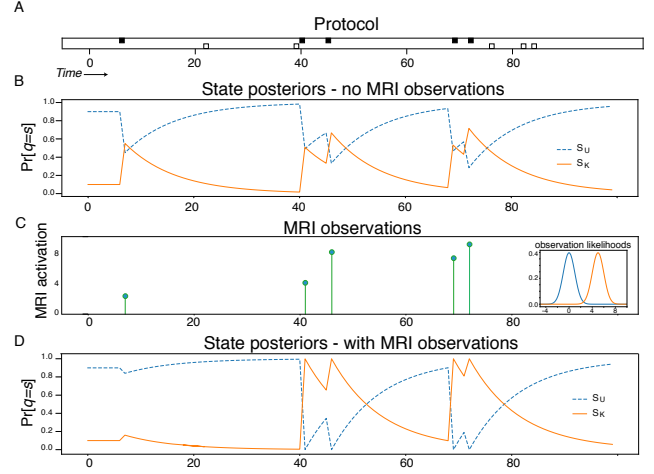 A
Protocol
0 20 40 60 80
Time
B
State posteriors - no MRI observations
Pr[q=s]
1.0
0.8
0.6
0.4
0.2
0.0
S U
S K
0 20 40 60 80
C
MRI observations
MRI activation
8
4
0
observation likelihoods
0.4
0.2
0.0
-4 0 4 8
0 20 40 60 80
D
State posteriors - with MRI observations
Pr[q=s]
1.0
0.8
0.6
0.4
0.2
0.0
S U
S K
0 20 40 60 80